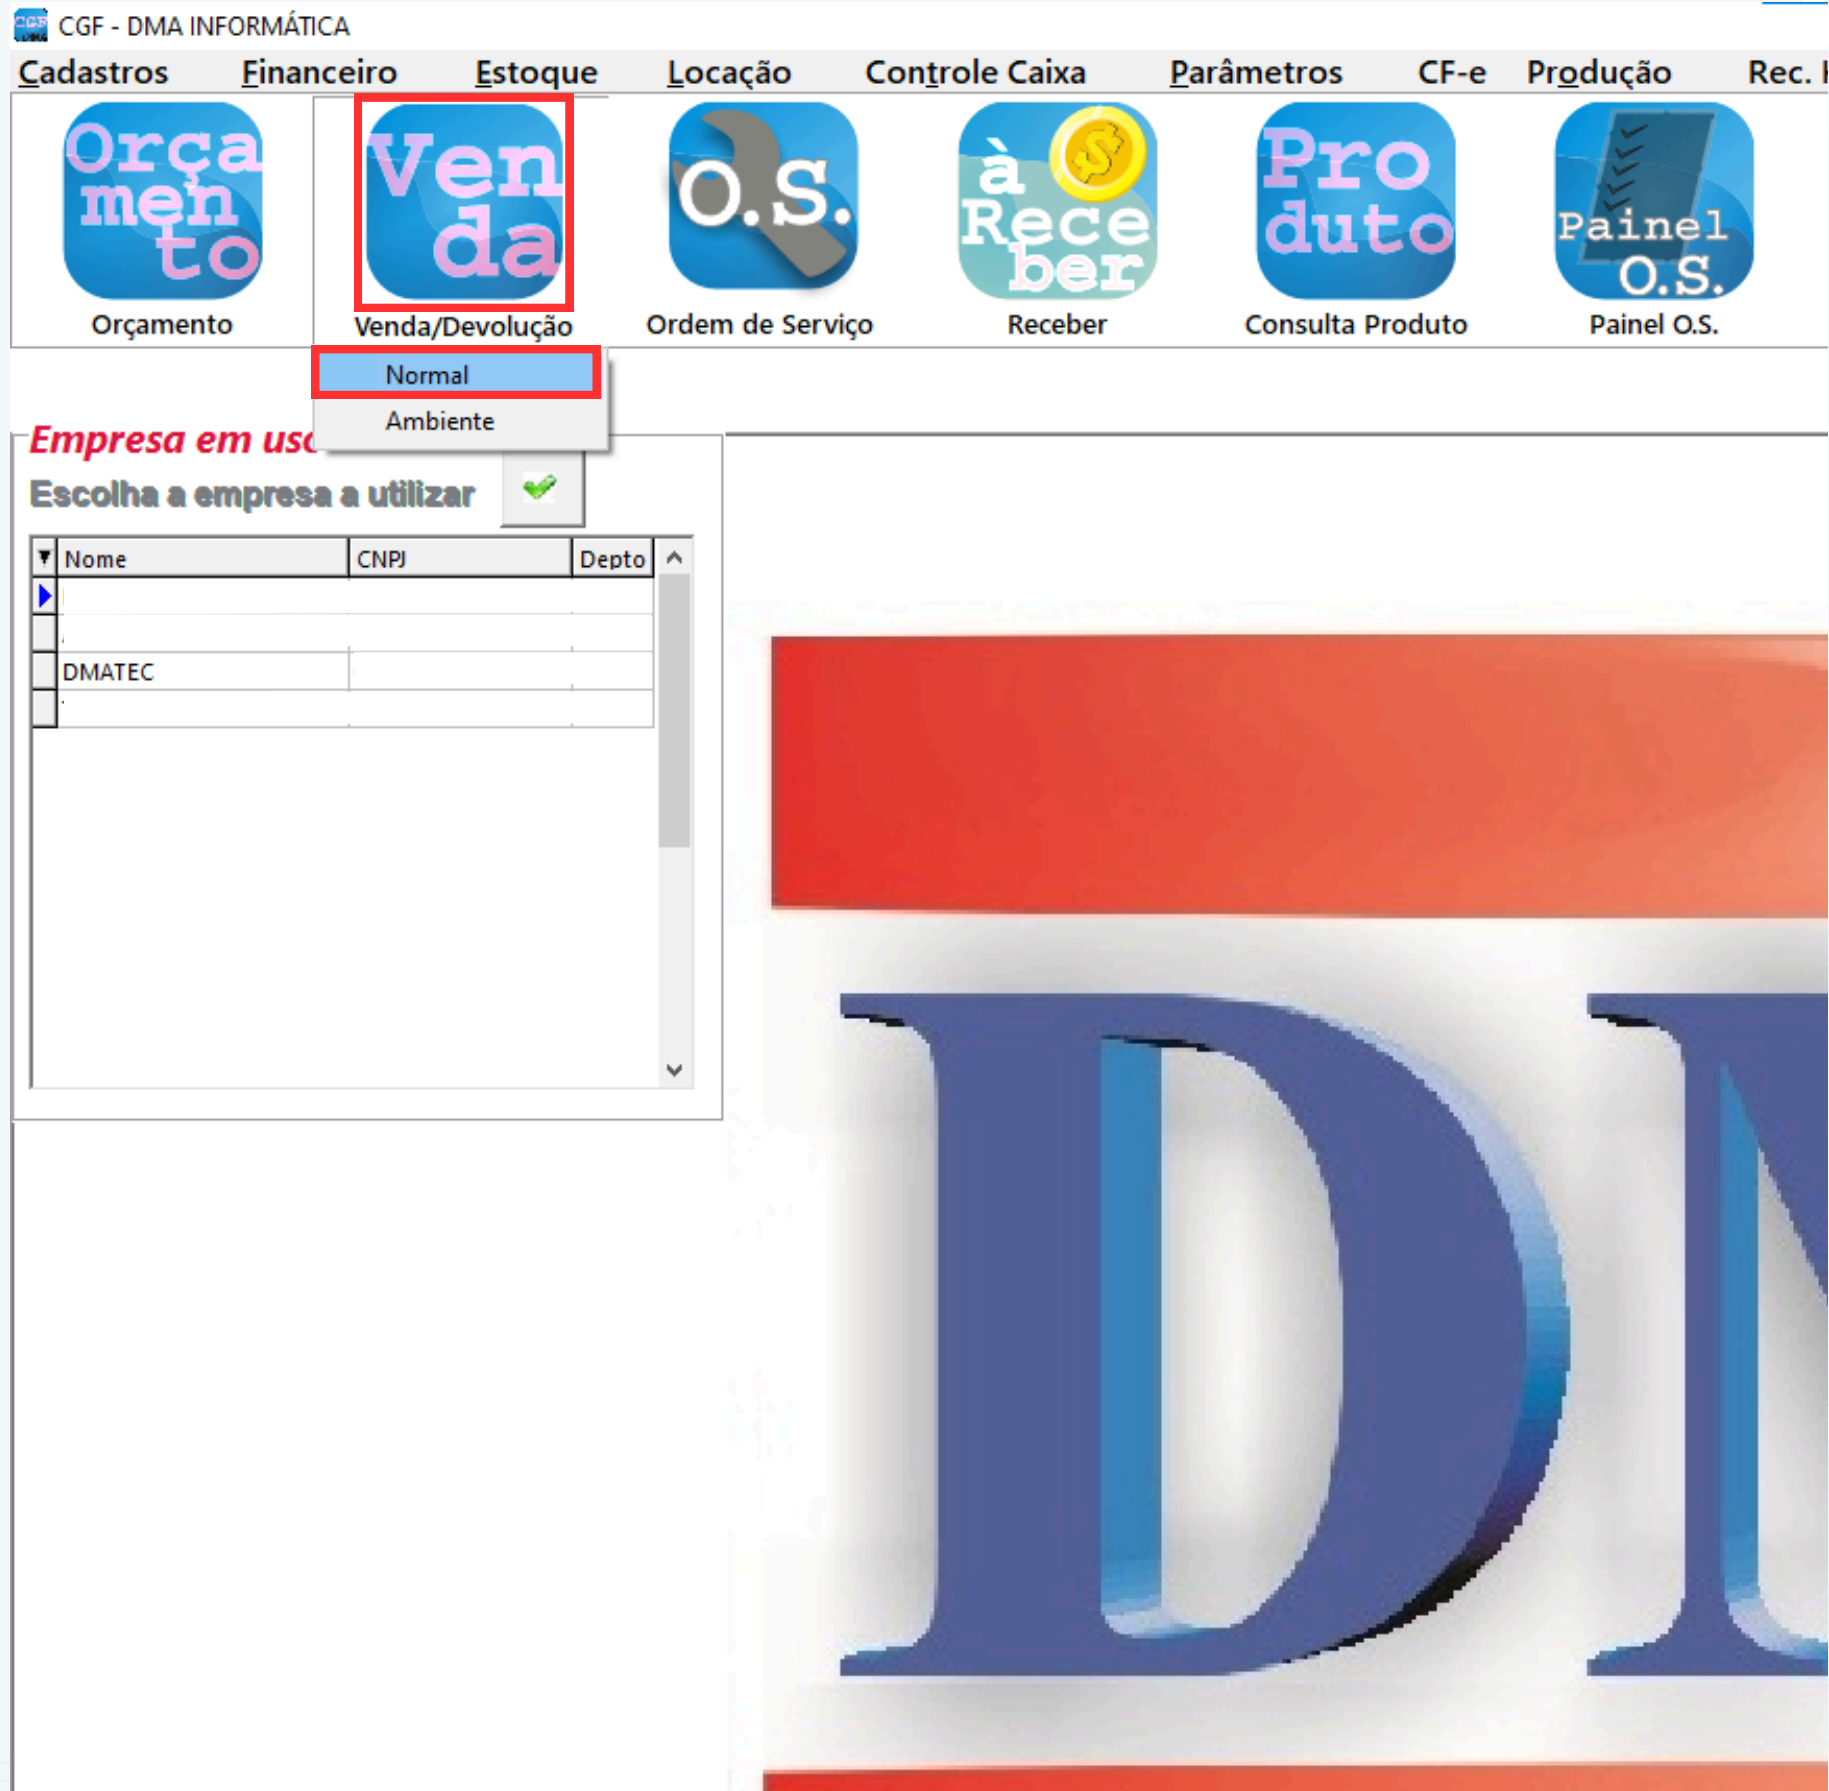 CGF - DMA INFORMÁTICA
Cadastros Financeiro Estoque Locação Controle Caixa Parâmetros CF-e Produção Rec.
Orça
men
to
Ven
da
O.S.
à
Rece
ber
Pro
duto
Painel
O.S.
Orçamento Venda/Devolução Ordem de Serviço Receber Consulta Produto Painel O.S.
Normal
Ambiente
Empresa em uso
Escolha a empresa a utilizar
Nome CNPJ Depto
DMATEC
D